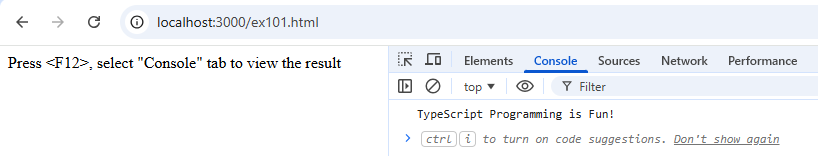 localhost:3000/ex101.html
Press <F12>, select "Console" tab to view the result
Elements Console Sources Network Performance
top ▼ Filter
TypeScript Programming is Fun!
ctrl i to turn on code suggestions. Don't show again